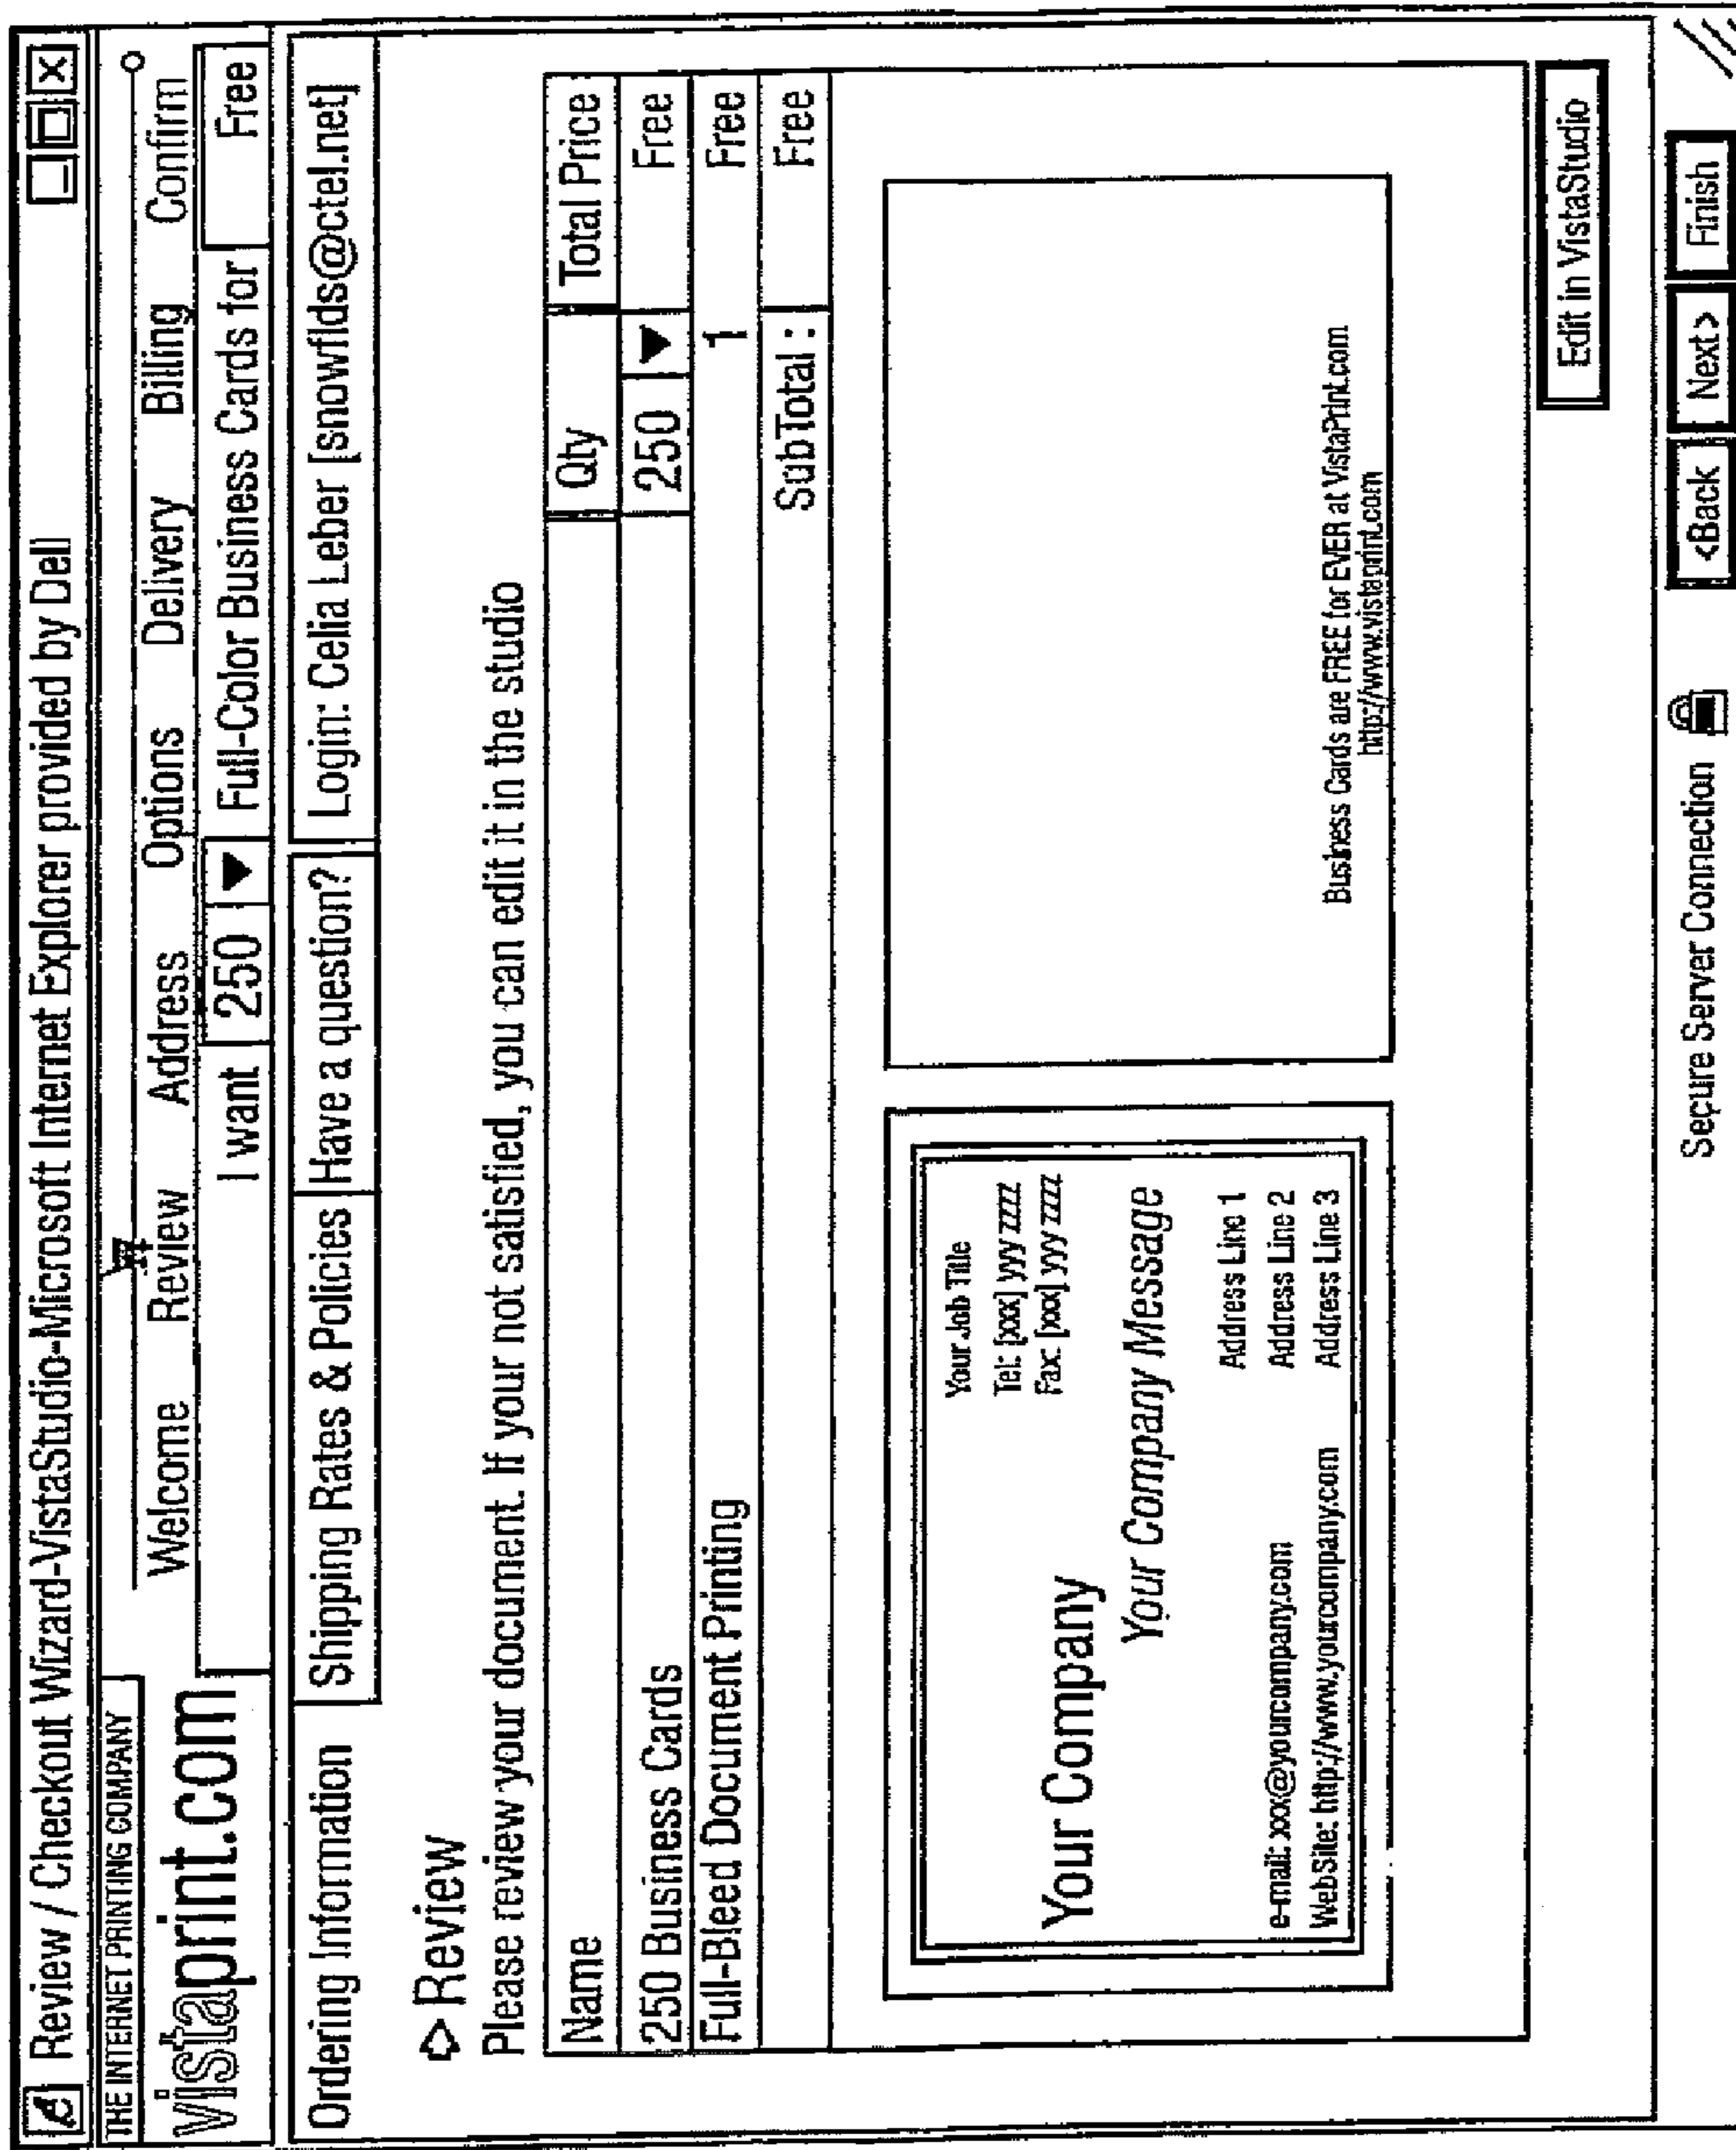 Review / Checkout Wizard-VistaStudio-Microsoft Internet Explorer provided by Dell
THE INTERNET PRINTING COMPANY
vistaprint.com
Welcome Review Address Options Delivery Billing Confirm
I want 250 Full-Color Business Cards for Free
Ordering Information Shipping Rates & Policies Have a question? Login: Celia Leber [snowflds@ctel.net]
Review
Please review your document. If your not satisfied, you can edit it in the studio
Name Qty Total Price
250 Business Cards 250 Free
Full-Bleed Document Printing 1 Free
SubTotal: Free
Your Job Title
Tel: [xxx] yyy zzzz
Fax: [xxx] yyy zzzz
Your Company
Your Company Message
Address Line 1
e-mail: xxx@yourcompany.com Address Line 2
WebSite: http://www.yourcompany.com Address Line 3
Business Cards are FREE for EVER at VistaPrint.com
http://www.vistaprint.com
Edit in VistaStudio
Secure Server Connection <Back Next> Finish